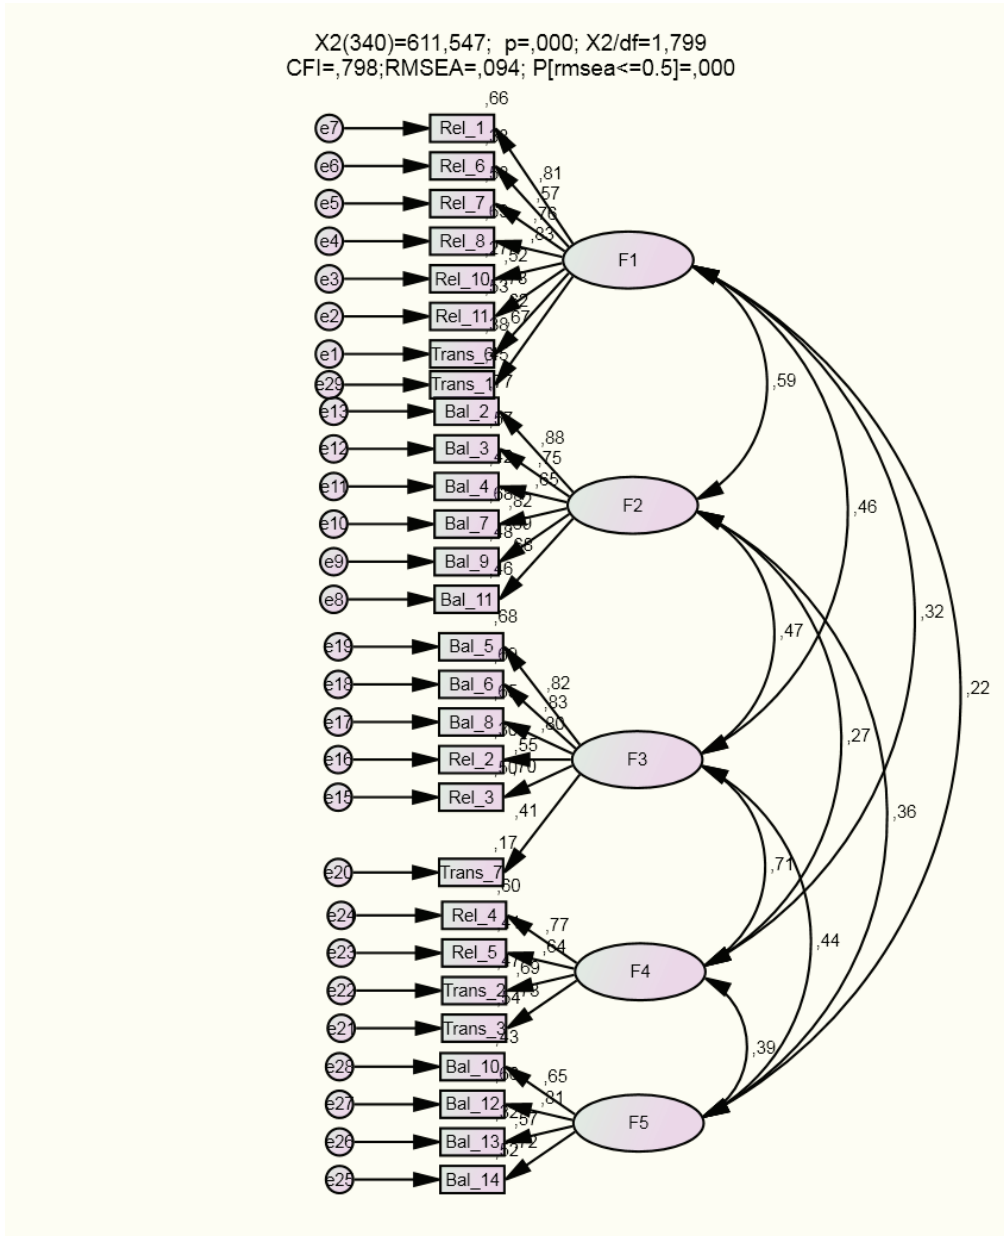 X2(340)=611,547; p=,000; X2/df=1,799
CFI=,798;RMSEA=,094; P[rmsea<=0.5]=,000
,66
e7 Rel_1
e6 Rel_6
,81
,57
e5 Rel_7
,76
e4 Rel_8
,83
F1
e3 Rel_10
,52
e2 Rel_11
,67
e1 Trans_6
e29 Trans_1
,59
e13 Bal_2
e12 Bal_3
,88
,75
e11 Bal_4
,65
F2
,46
e10 Bal_7
,82
e9 Bal_9
,68
,46
e8 Bal_11
,32
,68
,47
e19 Bal_5
e18 Bal_6
,82
,83
,22
e17 Bal_8
,80
,27
e16 Rel_2
,55
F3
e15 Rel_3
,70
,41
,36
,17
e20 Trans_7
,71
,60
e24 Rel_4
,77
,44
e23 Rel_5
,64
e22 Trans_2
,69
F4
e21 Trans_3
,54
,43
,39
e28 Bal_10
,65
e27 Bal_12
,81
e26 Bal_13
,57
F5
e25 Bal_14
,52